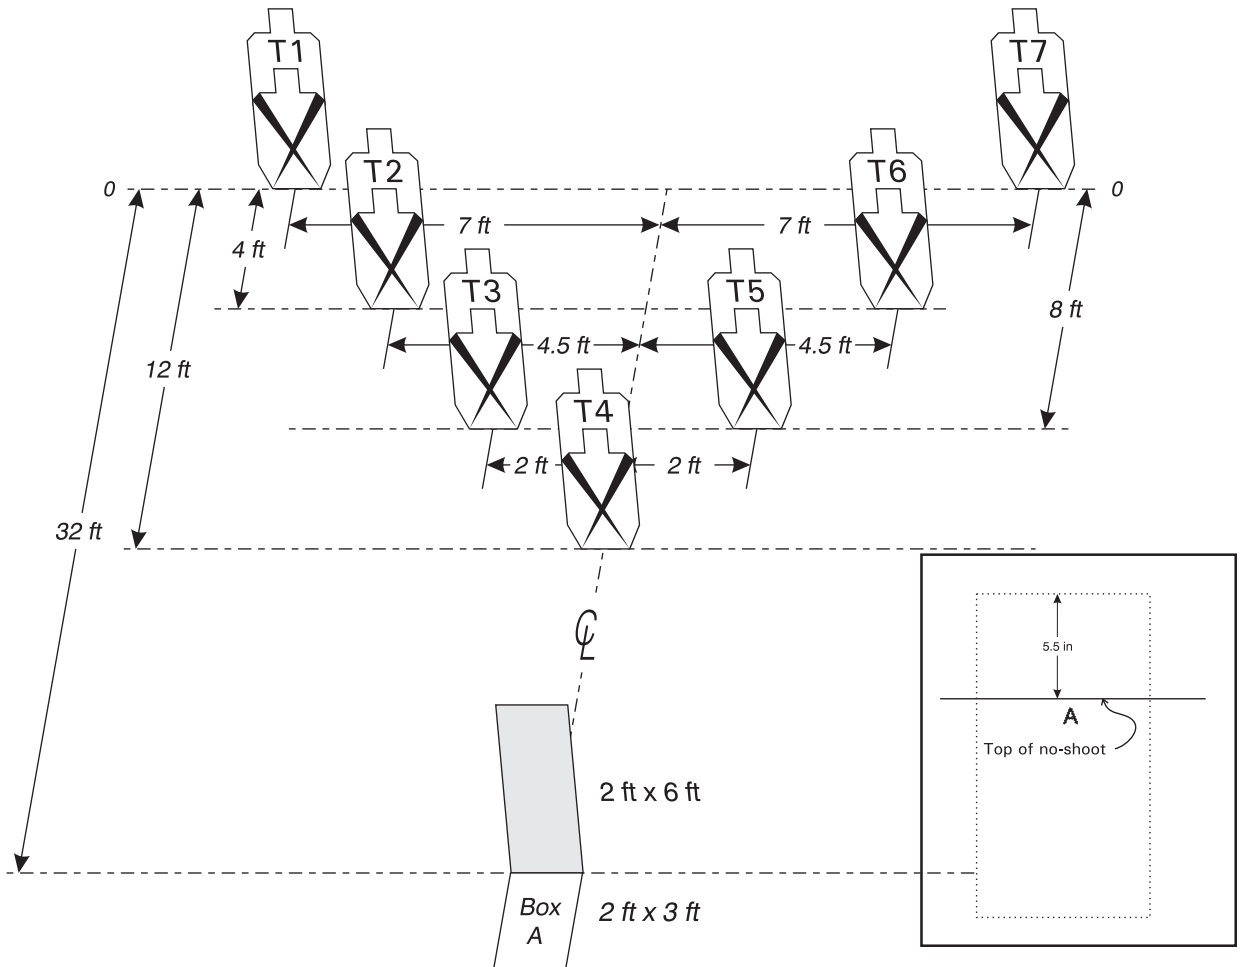 T1
T7
T2
T6
0
0
7 ft
7 ft
4 ft
T3
T5
8 ft
4.5 ft
4.5 ft
12 ft
T4
2 ft
2 ft
32 ft
℄
5.5 in
A
Top of no-shoot
2 ft x 6 ft
Box
A
2 ft x 3 ft